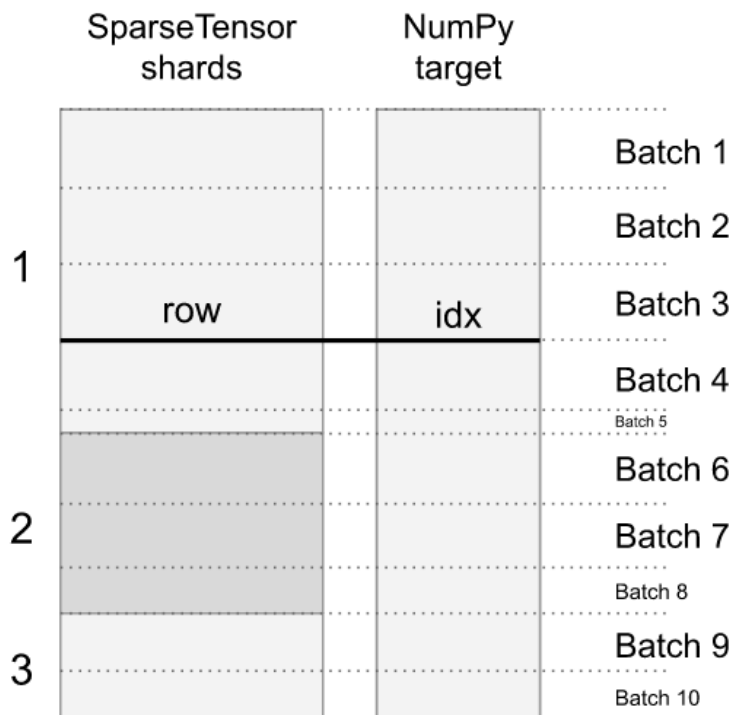 SparseTensor
shards
NumPy
target
Batch 1
Batch 2
1
row
idx
Batch 3
Batch 4
Batch 5
Batch 6
2
Batch 7
Batch 8
Batch 9
3
Batch 10